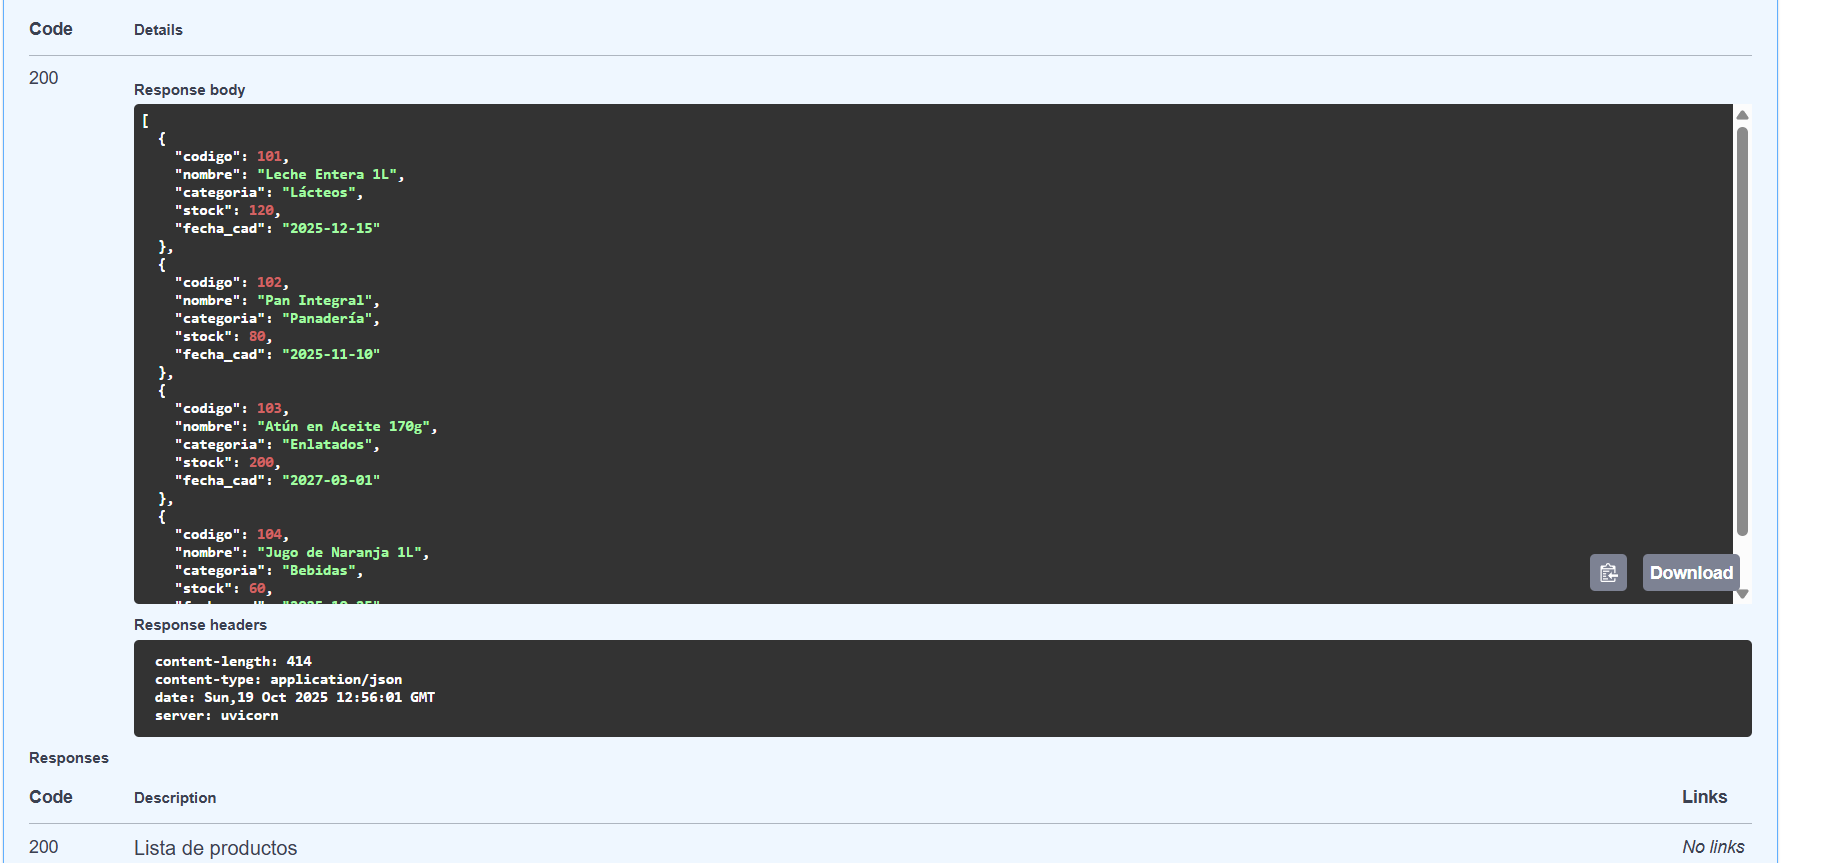 Code Details
200
Response body
[
{
"codigo": 101,
"nombre": "Leche Entera 1L",
"categoria": "Lácteos",
"stock": 120,
"fecha_cad": "2025-12-15"
},
{
"codigo": 102,
"nombre": "Pan Integral",
"categoria": "Panadería",
"stock": 80,
"fecha_cad": "2025-11-10"
},
{
"codigo": 103,
"nombre": "Atún en Aceite 170g",
"categoria": "Enlatados",
"stock": 200,
"fecha_cad": "2027-03-01"
},
{
"codigo": 104,
"nombre": "Jugo de Naranja 1L",
"categoria": "Bebidas",
"stock": 60,
Download
Response headers
content-length: 414
content-type: application/json
date: Sun,19 Oct 2025 12:56:01 GMT
server: uvicorn
Responses
Code Description Links
200 Lista de productos No links